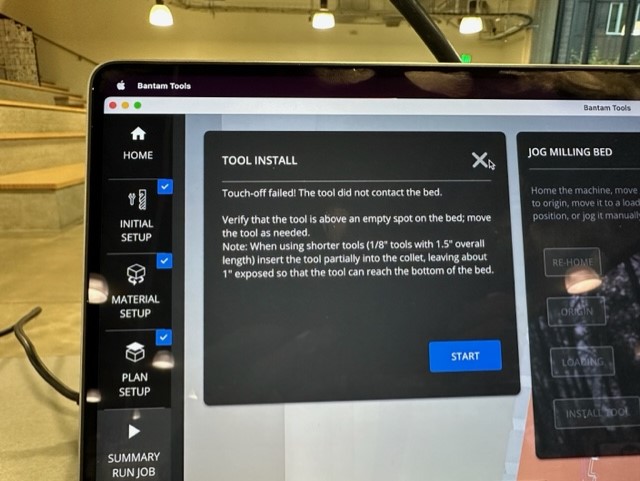 Bantam Tools
Bantam Tools
HOME
INITIAL
SETUP
MATERIAL
SETUP
PLAN
SETUP
SUMMARY
RUN JOB
TOOL INSTALL
Touch-off failed! The tool did not contact the bed.
Verify that the tool is above an empty spot on the bed; move
the tool as needed.
Note: When using shorter tools (1/8" tools with 1.5" overall
length) insert the tool partially into the collet, leaving about
1" exposed so that the tool can reach the bottom of the bed.
START
JOG MILLING BED
Home the machine, move
to origin, move it to a load
position, or jog it manual
RE-HOME
ORIGIN
LOADING
INSTALL TOOL